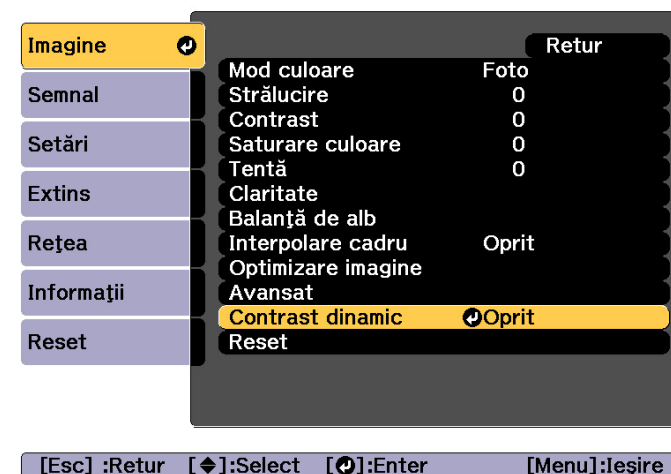 Imagine
Semnal
Setări
Extins
Reţea
Informaţii
Reset
Retur
Mod culoare Foto
Strălucire 0
Contrast 0
Saturare culoare 0
Tentă 0
Claritate
Balanţă de alb
Interpolare cadru Oprit
Optimizare imagine
Avansat
Contrast dinamic Oprit
Reset
[Esc] :Retur [◆]:Select [↵]:Enter [Menu]:Ieşire